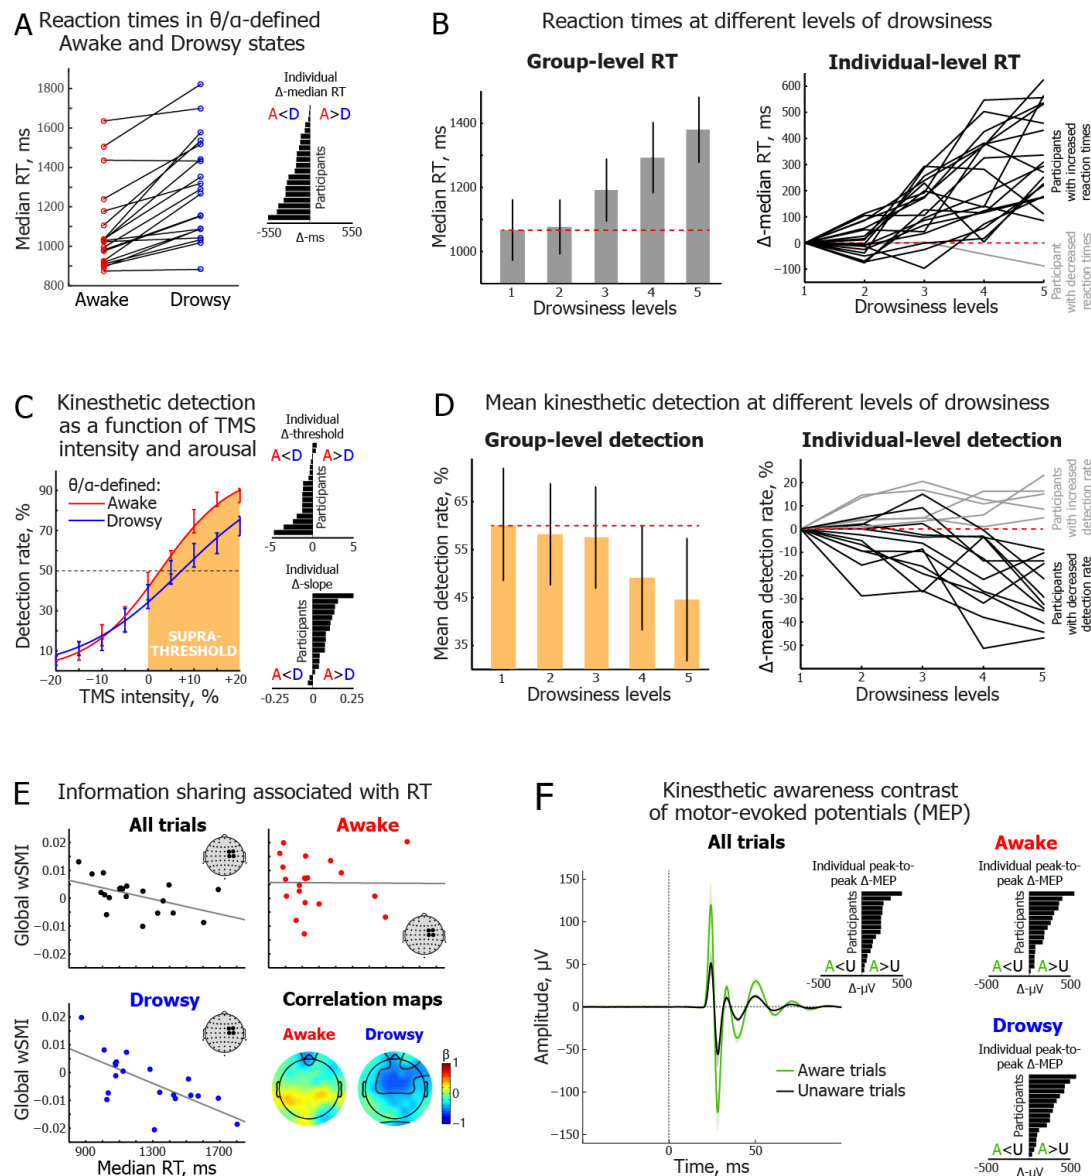 A Reaction times in θ/α-defined
Awake and Drowsy states
Median RT, ms
1800
1600
1400
1200
1000
800
Awake
Drowsy
Individual
Δ-median RT
A<D A>D
Participants
-550 550
Δ-ms
B Reaction times at different levels of drowsiness
Group-level RT
Median RT, ms
1400
1200
1000
1 2 3 4 5
Drowsiness levels
Individual-level RT
Δ-median RT, ms
600
500
400
300
200
100
0
−100
1 2 3 4 5
Drowsiness levels
Participants
with increased
reaction times
Participant
with decreased
reaction times
C Kinesthetic detection
as a function of TMS
intensity and arousal
θ/α-defined:
Awake
Drowsy
Detection rate, %
90
70
50
30
10
SUPRA-
THRESHOLD
−20 −10 0 +10 +20
TMS intensity, %
Individual
Δ-threshold
A<D A>D
Participants
-5 0 5
Individual
Δ-slope
Participants
A<D A>D
-0.25 0 0.25
D Mean kinesthetic detection at different levels of drowsiness
Group-level detection
Mean detection rate, %
65
55
45
35
1 2 3 4 5
Drowsiness levels
Individual-level detection
Δ-mean detection rate, %
20
10
0
−10
−20
−30
−40
−50
1 2 3 4 5
Drowsiness levels
Participants
with increased
detection rate
Participants
with decreased
detection rate
E Information sharing associated with RT
All trials
Global wSMI
0.02
0.01
0
−0.01
−0.02
Awake
Drowsy
Global wSMI
0.02
0.01
0
−0.01
−0.02
900 1300 1700
Median RT, ms
Correlation maps
Awake Drowsy
β
1
0
−1
F Kinesthetic awareness contrast
of motor-evoked potentials (MEP)
All trials
Amplitude, μV
150
100
50
0
−50
−100
−150
0 50
Time, ms
Aware trials
Unaware trials
Individual peak-to-
peak Δ-MEP
Participants
A<U A>U
-500 500
Δ-μV
Awake
Individual peak-to-
peak Δ-MEP
Participants
A<U A>U
-500 500
Δ-μV
Drowsy
Individual peak-to-
peak Δ-MEP
Participants
A<U A>U
-500 500
Δ-μV